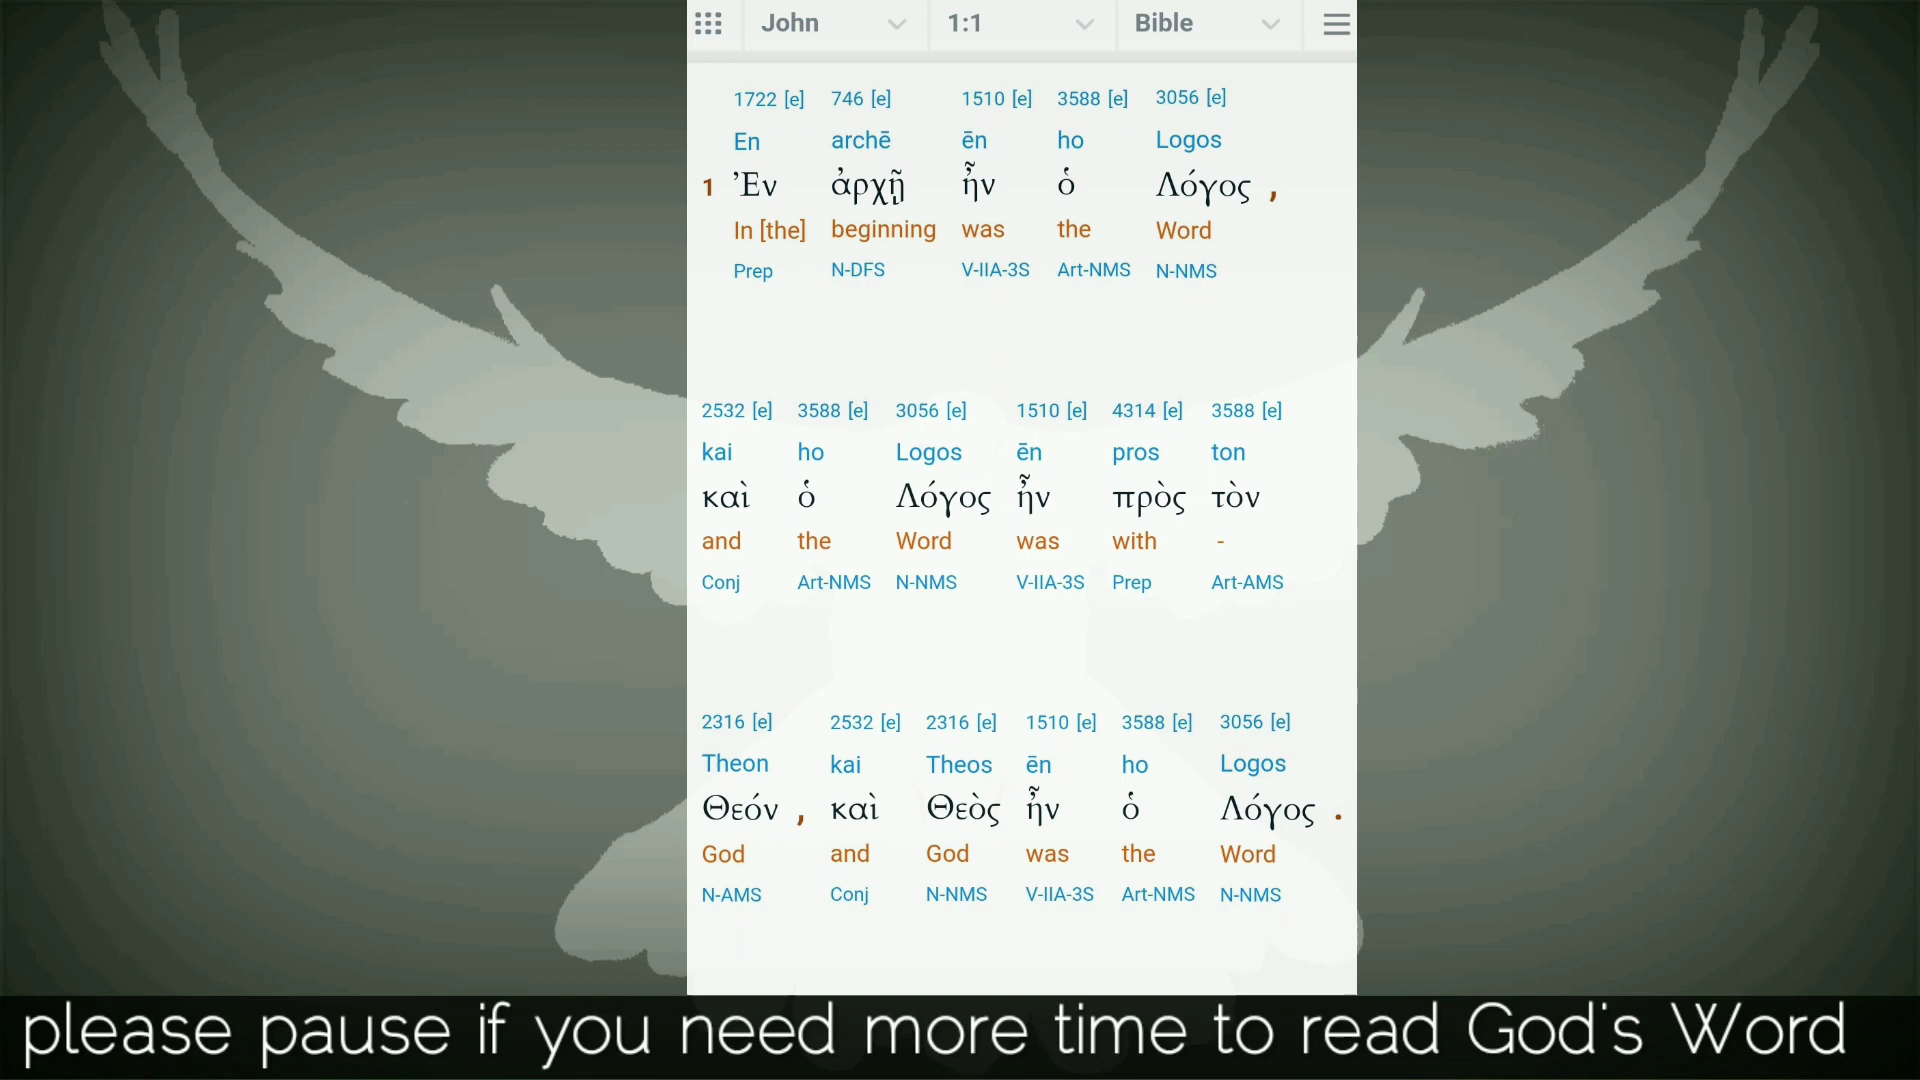 John 1:1 Bible
1722 [e] 746 [e] 1510 [e] 3588 [e] 3056 [e]
En archē ēn ho Logos
1 Ἐν ἀρχῇ ἦν ὁ Λόγος ,
In [the] beginning was the Word
Prep N-DFS V-IIA-3S Art-NMS N-NMS
2532 [e] 3588 [e] 3056 [e] 1510 [e] 4314 [e] 3588 [e]
kai ho Logos ēn pros ton
καὶ ὁ Λόγος ἦν πρὸς τὸν
and the Word was with -
Conj Art-NMS N-NMS V-IIA-3S Prep Art-AMS
2316 [e] 2532 [e] 2316 [e] 1510 [e] 3588 [e] 3056 [e]
Theon kai Theos ēn ho Logos
Θεόν , καὶ Θεὸς ἦν ὁ Λόγος .
God and God was the Word
N-AMS Conj N-NMS V-IIA-3S Art-NMS N-NMS
please pause if you need more time to read God's Word